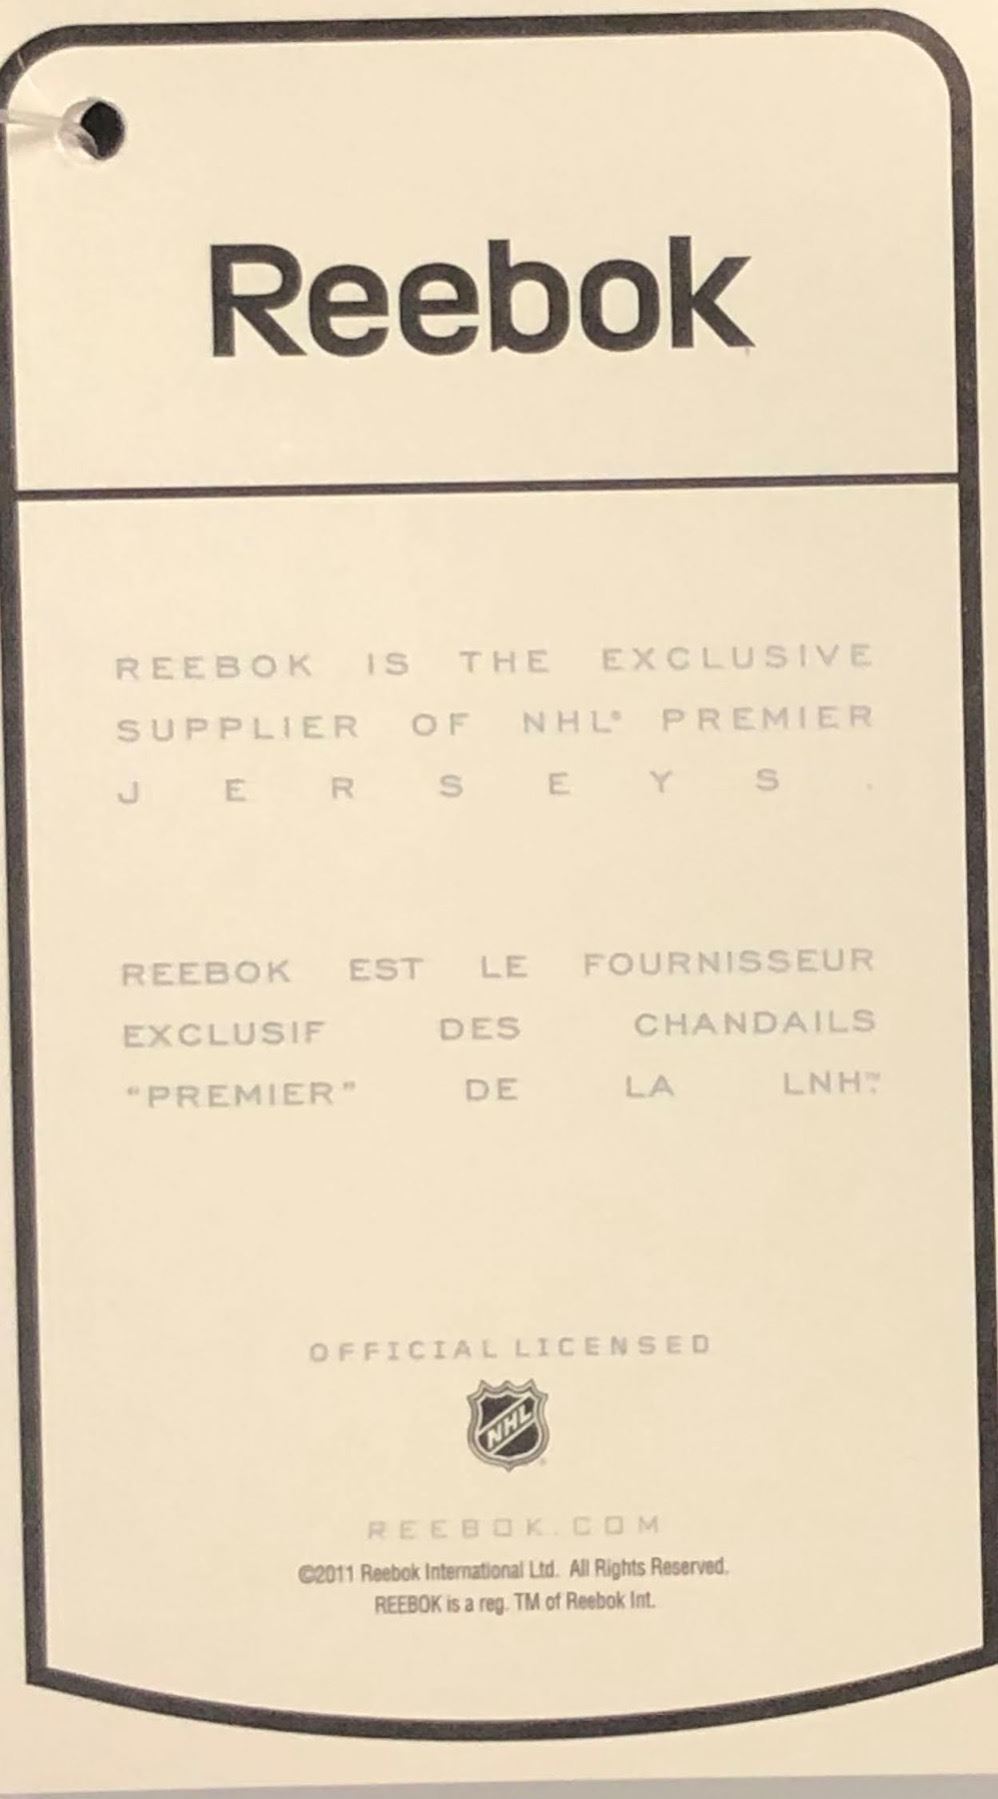 Reebok
REEBOK IS THE EXCLUSIVE
SUPPLIER OF NHL® PREMIER
JERSEYS.
REEBOK EST LE FOURNISSEUR
EXCLUSIF DES CHANDAILS
"PREMIER" DE LA LNH™.
OFFICIAL LICENSED
NHL
REEBOK.COM
©2011 Reebok International Ltd. All Rights Reserved.
REEBOK is a reg. TM of Reebok Int.